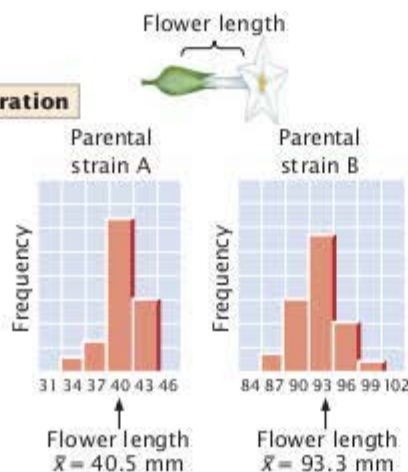 Flower length
ration
Parental
strain A
Parental
strain B
Frequency
Frequency
31 34 37 40 43 46
84 87 90 93 96 99 102
Flower length
x̄ = 40.5 mm
Flower length
x̄ = 93.3 mm